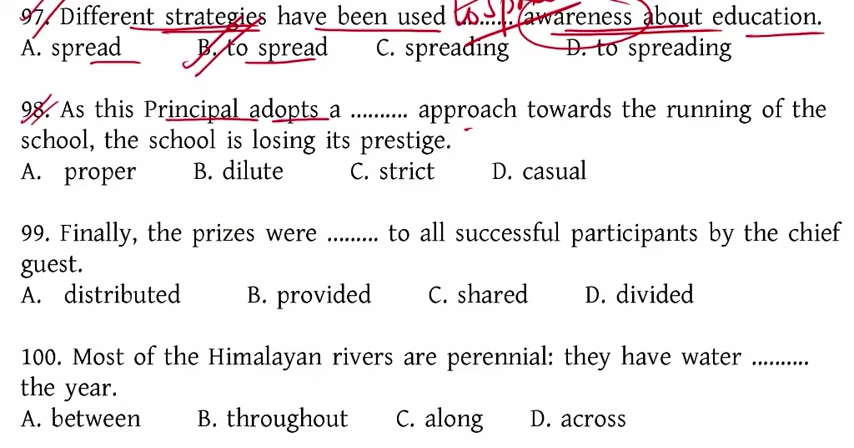 to sp
97. Different strategies have been used ......... awareness about education.
A. spread B. to spread C. spreading D. to spreading
98. As this Principal adopts a .......... approach towards the running of the
school, the school is losing its prestige.
A. proper B. dilute C. strict D. casual
99. Finally, the prizes were ......... to all successful participants by the chief
guest.
A. distributed B. provided C. shared D. divided
100. Most of the Himalayan rivers are perennial: they have water ..........
the year.
A. between B. throughout C. along D. across